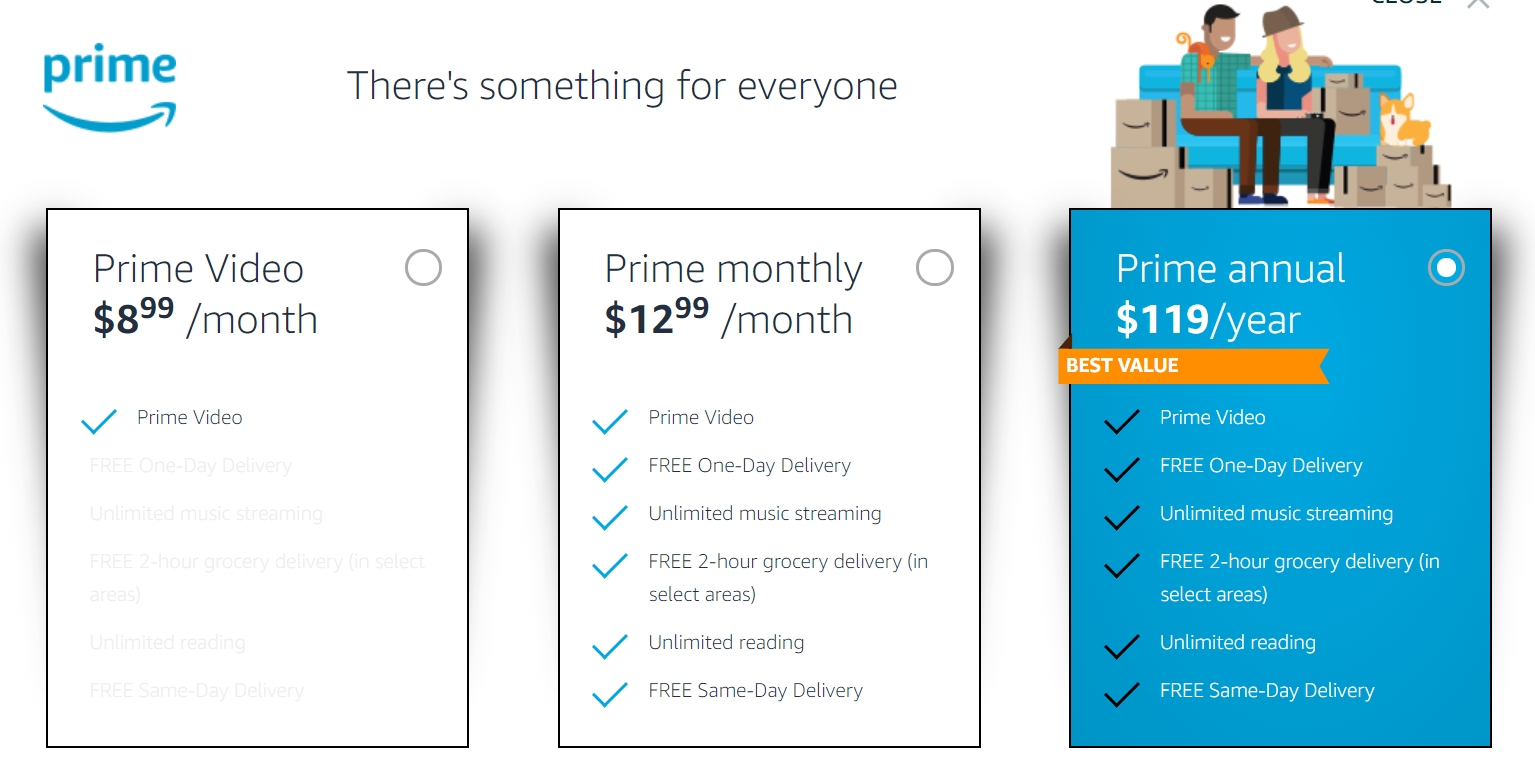 CLOSE
prime
There's something for everyone
Prime Video
$8⁹⁹ /month
Prime Video
FREE One-Day Delivery
Unlimited music streaming
FREE 2-hour grocery delivery (in select
areas)
Unlimited reading
FREE Same-Day Delivery
Prime monthly
$12⁹⁹ /month
Prime Video
FREE One-Day Delivery
Unlimited music streaming
FREE 2-hour grocery delivery (in
select areas)
Unlimited reading
FREE Same-Day Delivery
Prime annual
$119/year
BEST VALUE
Prime Video
FREE One-Day Delivery
Unlimited music streaming
FREE 2-hour grocery delivery (in
select areas)
Unlimited reading
FREE Same-Day Delivery